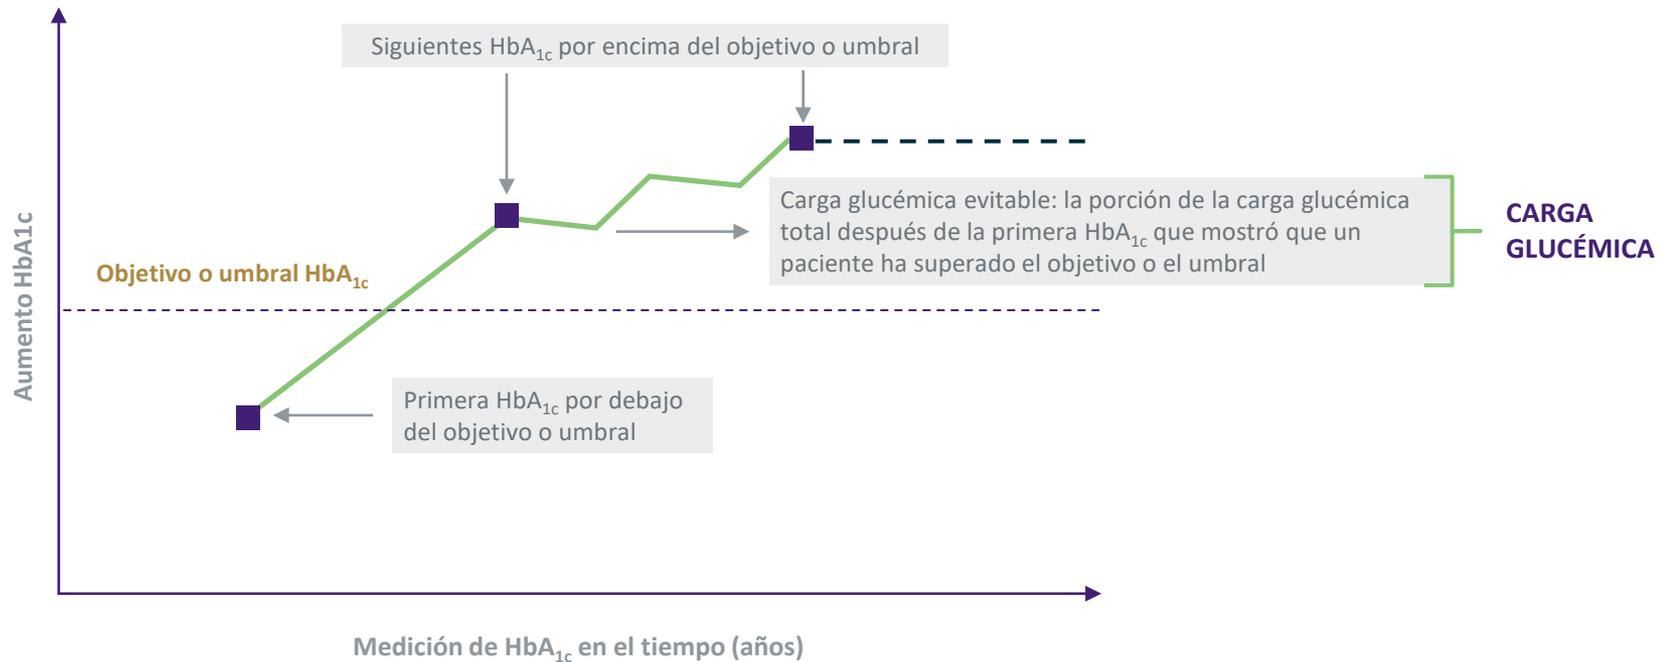 Siguientes HbA1c por encima del objetivo o umbral
Carga glucémica evitable: la porción de la carga glucémica
total después de la primera HbA1c que mostró que un
paciente ha superado el objetivo o el umbral
CARGA
GLUCÉMICA
Objetivo o umbral HbA1c
Aumento HbA1c
Primera HbA1c por debajo
del objetivo o umbral
Medición de HbA1c en el tiempo (años)